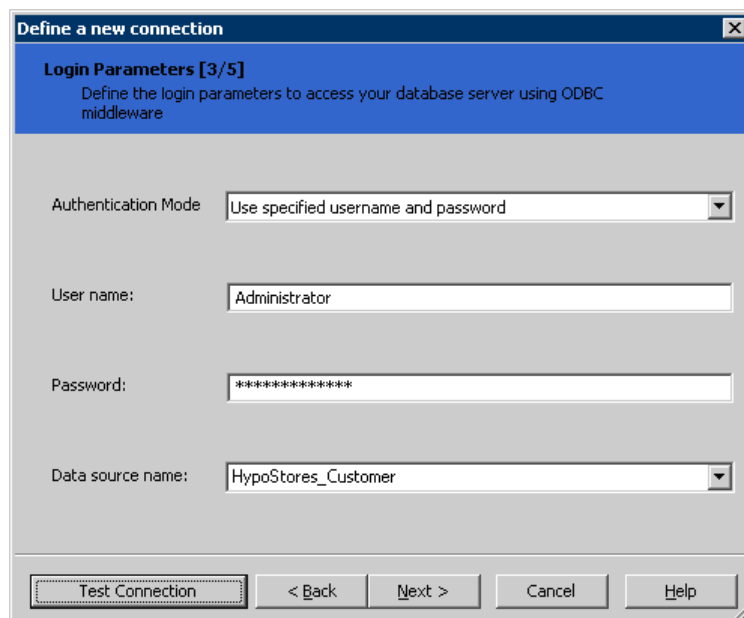 Define a new connection
Login Parameters [3/5]
Define the login parameters to access your database server using ODBC
middleware
Authentication Mode Use specified username and password
User name: Administrator
Password: *************
Data source name: HypoStores_Customer
Test Connection < Back Next > Cancel Help